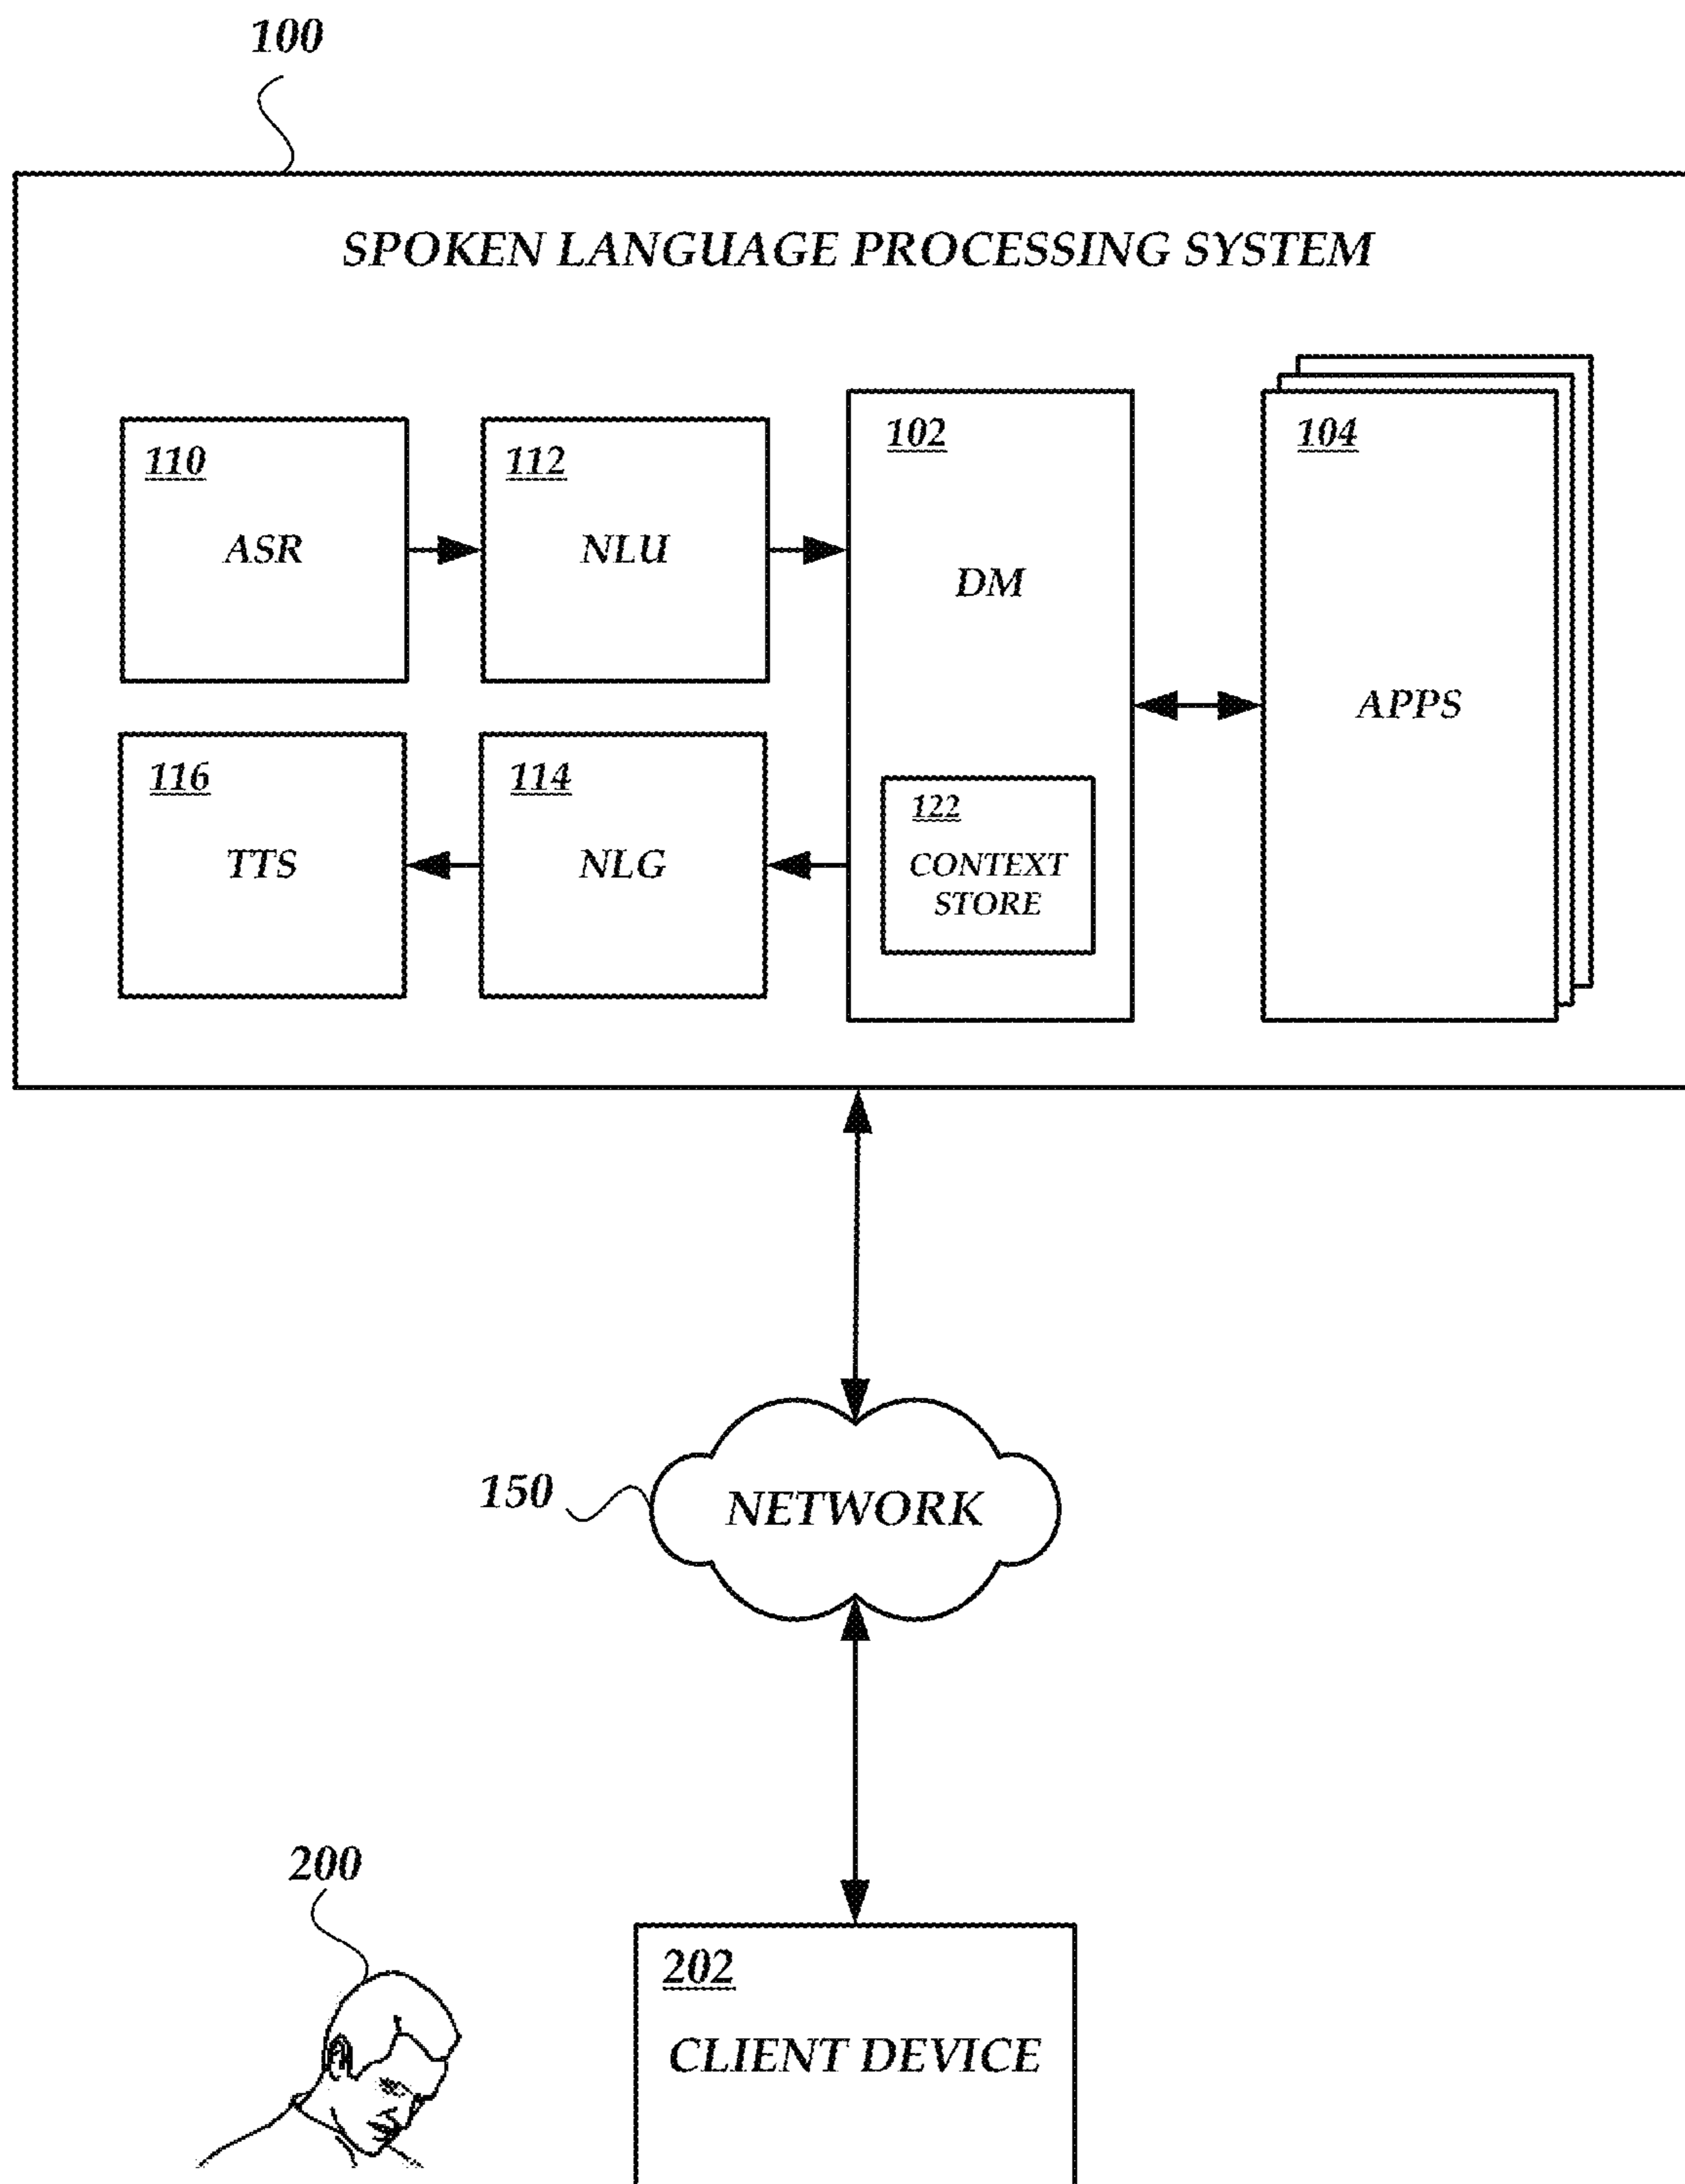 100
SPOKEN LANGUAGE PROCESSING SYSTEM
110
ASR
112
NLU
102
DM
104
APPS
116
TTS
114
NLG
122
CONTEXT
STORE
150
NETWORK
200
202
CLIENT DEVICE